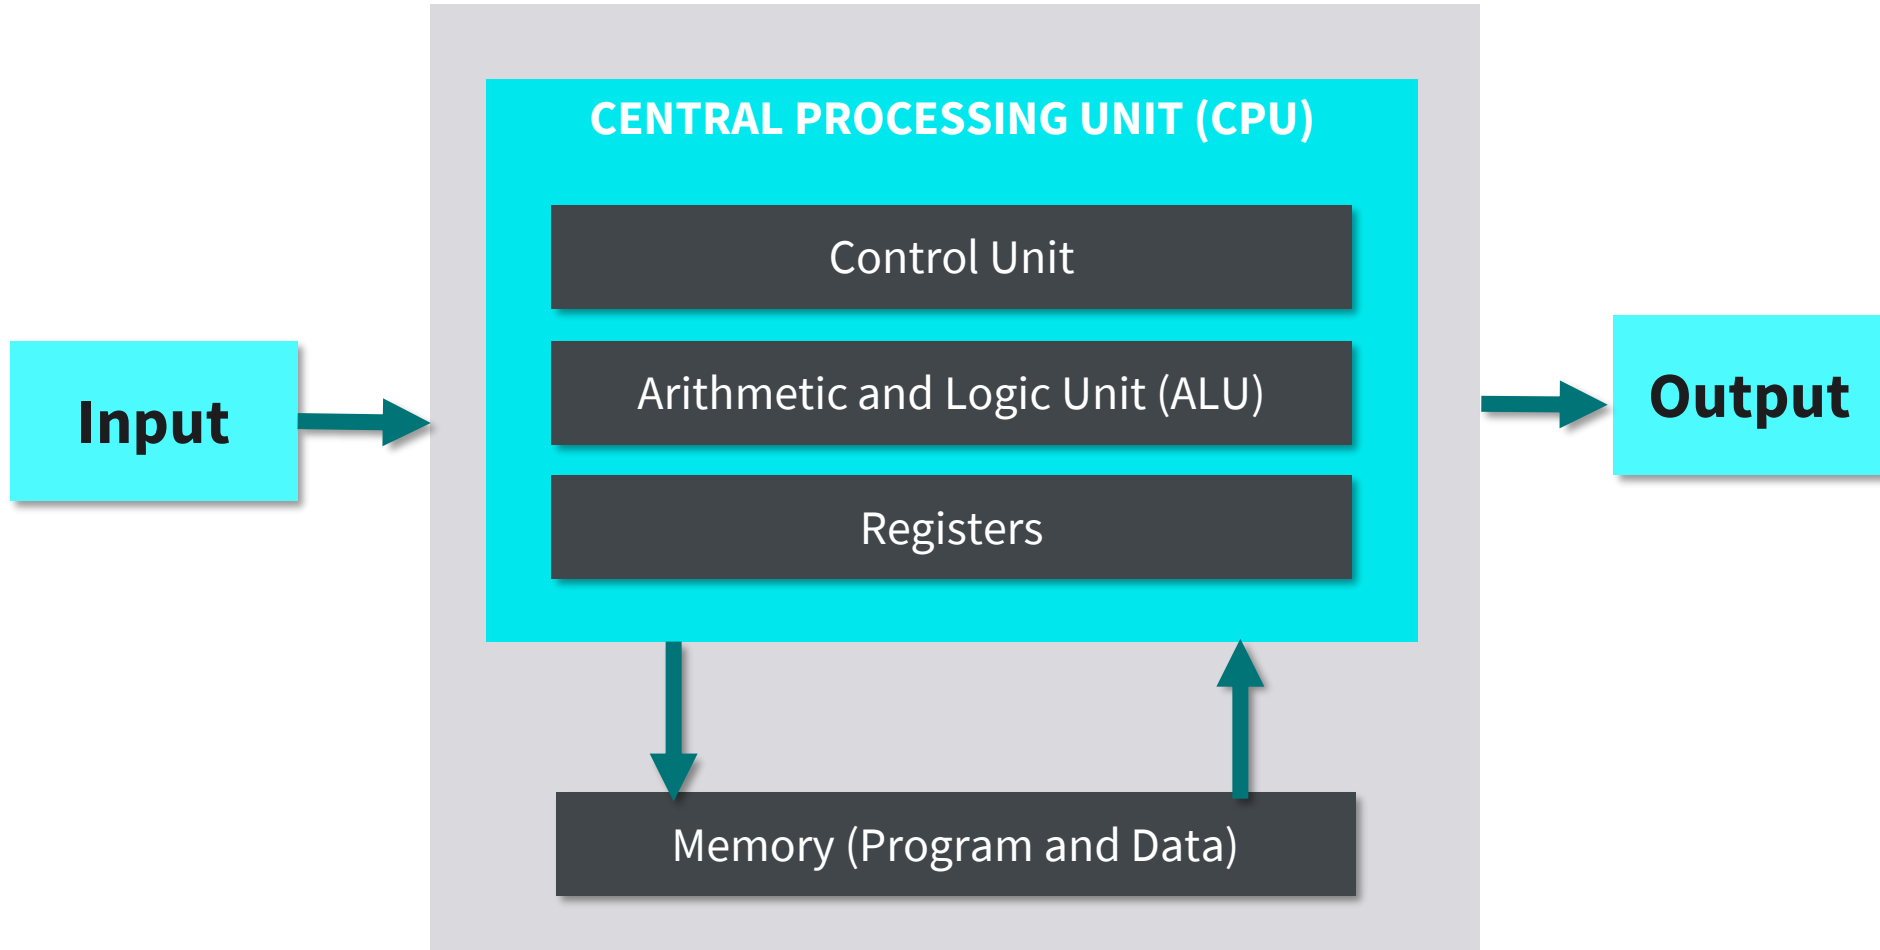 CENTRAL PROCESSING UNIT (CPU)
Control Unit
Arithmetic and Logic Unit (ALU)
Registers
Input
Output
Memory (Program and Data)